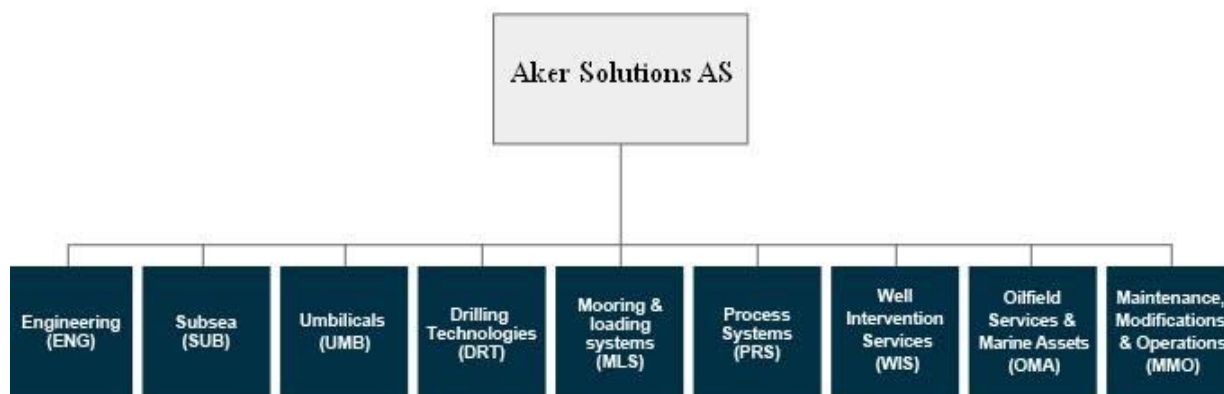 Aker Solutions AS
Engineering
(ENG)
Subsea
(SUB)
Umbilicals
(UMB)
Drilling
Technologies
(DRT)
Mooring &
loading
systems
(MLS)
Process
Systems
(PRS)
Well
Intervention
Services
(WIS)
Oilfield
Services &
Marine Assets
(OMA)
Maintenance,
Modifications
& Operations
(MMO)